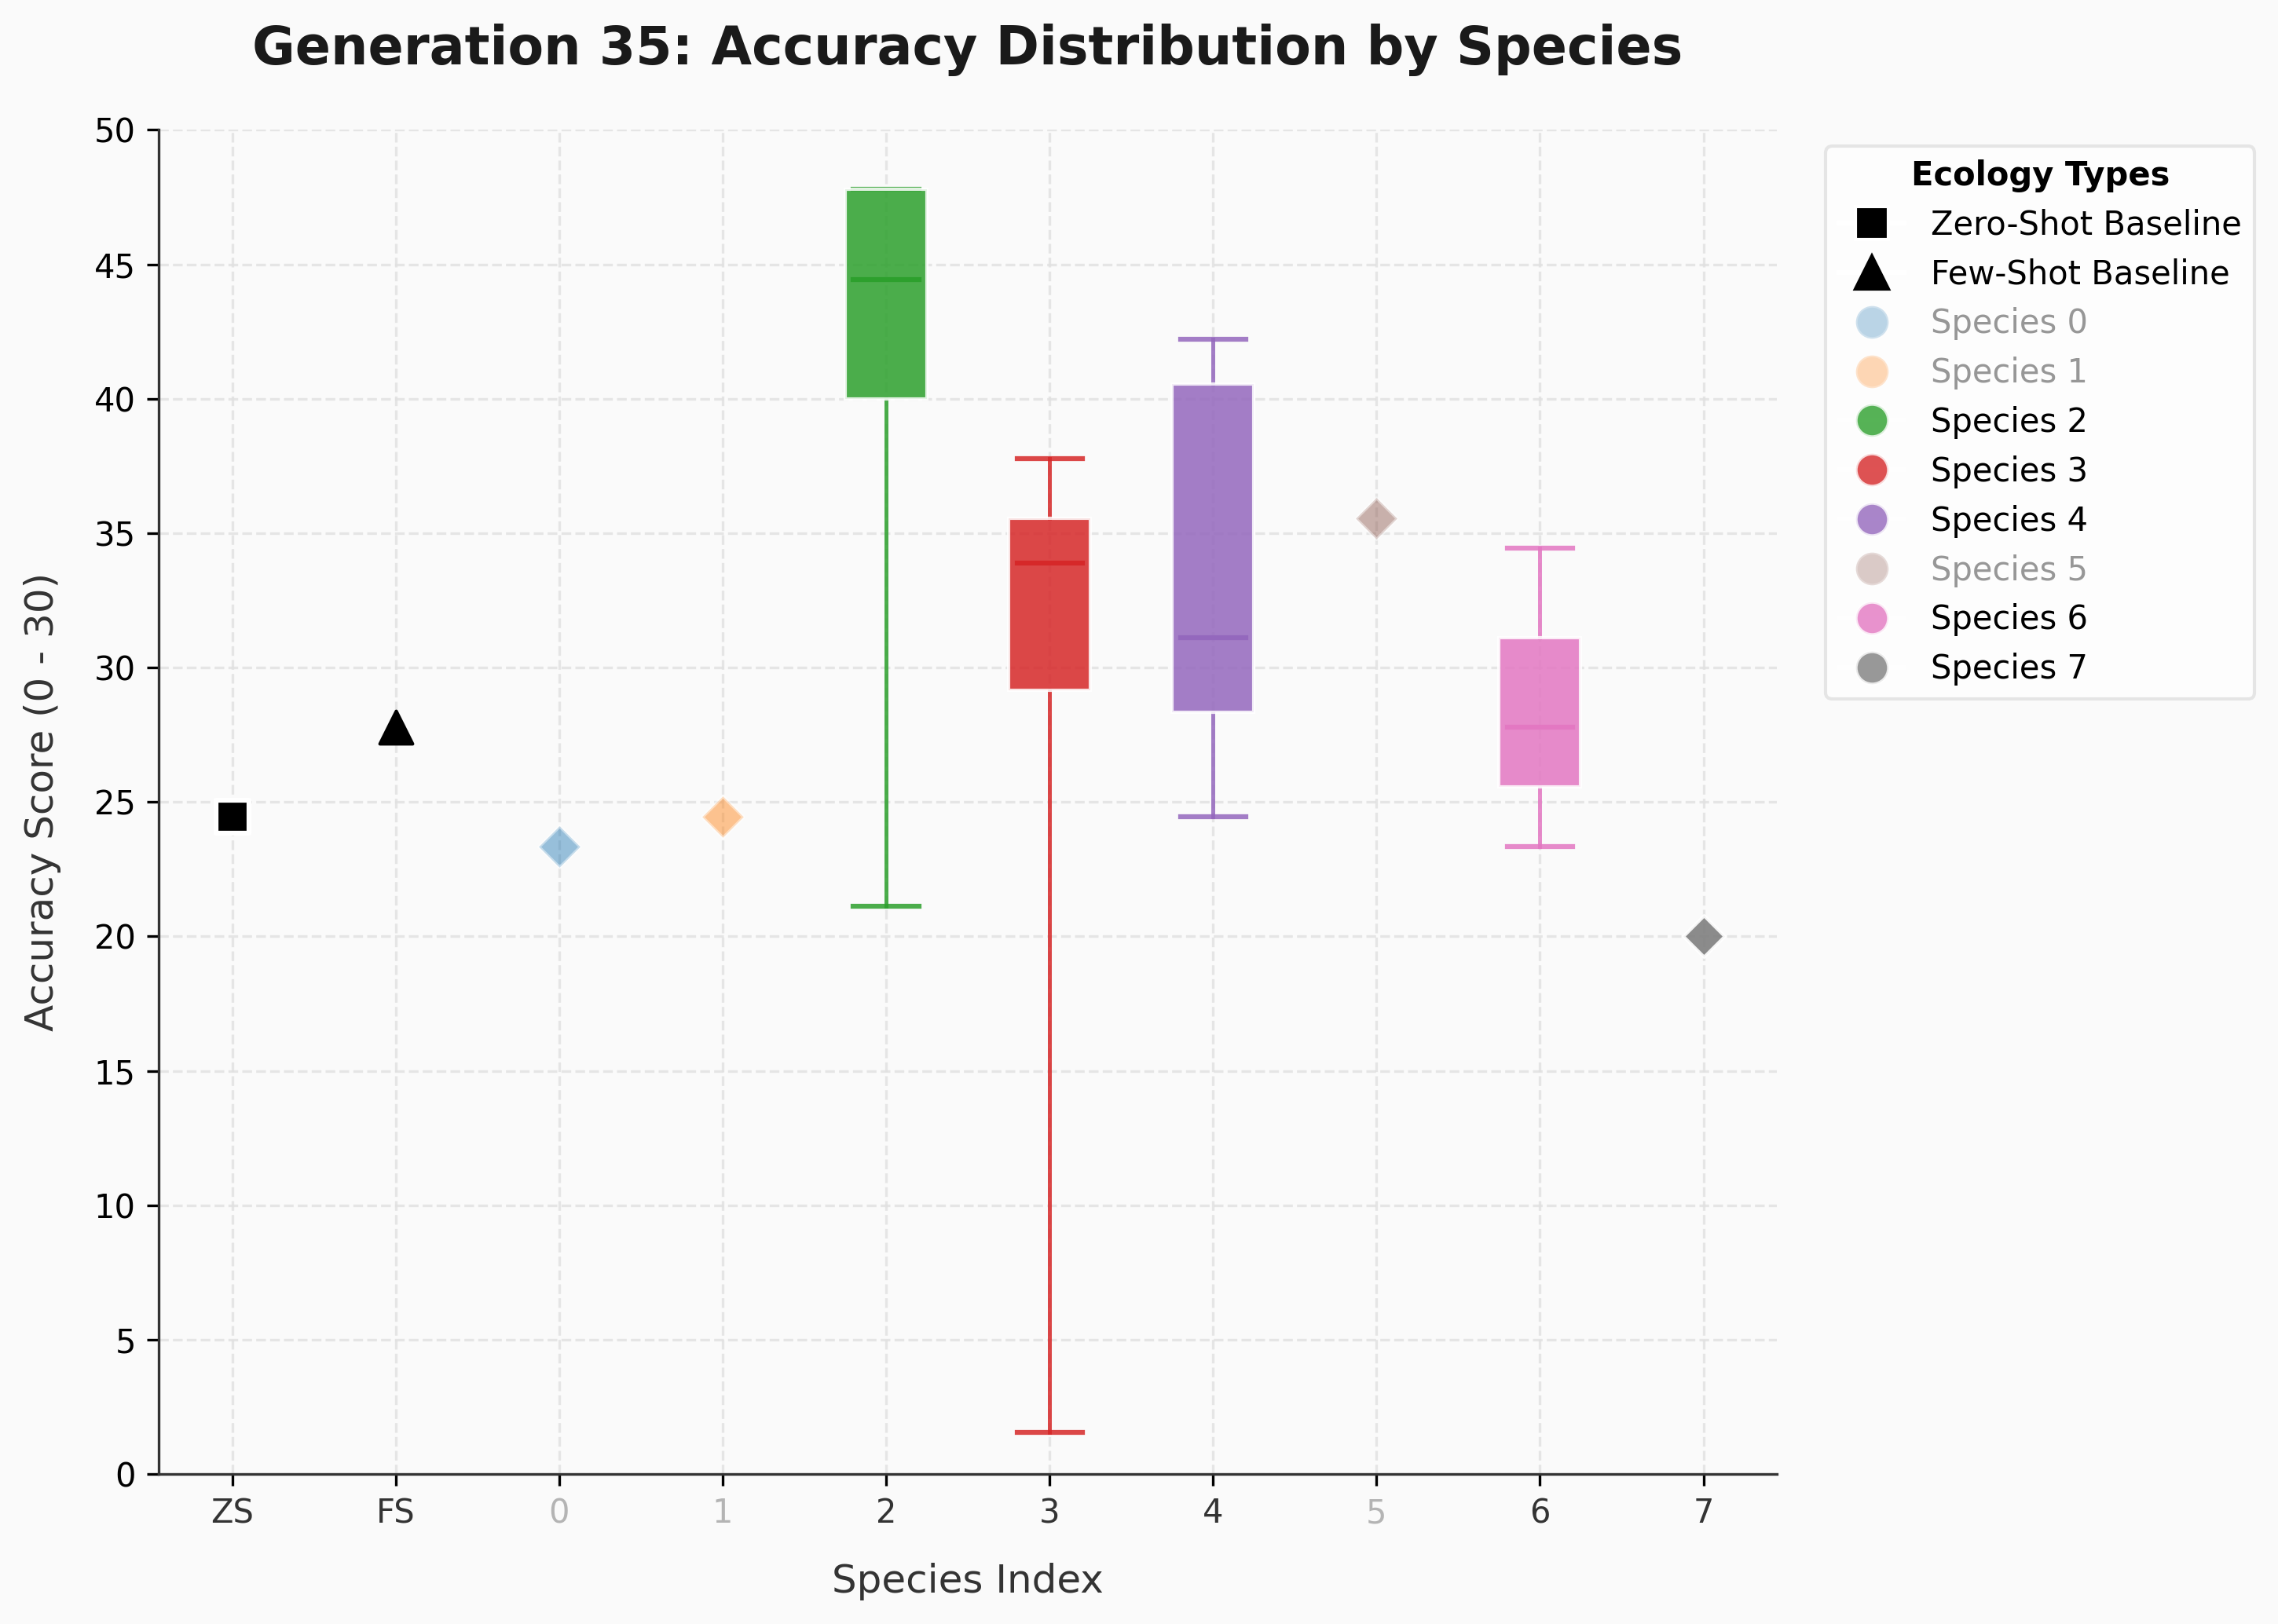 Generation 35: Accuracy Distribution by Species
50
45
40
35
30
25
20
15
10
5
0
Accuracy Score (0 - 30)
ZS
FS
0
1
2
3
4
5
6
7
Species Index
Ecology Types
Zero-Shot Baseline
Few-Shot Baseline
Species 0
Species 1
Species 2
Species 3
Species 4
Species 5
Species 6
Species 7